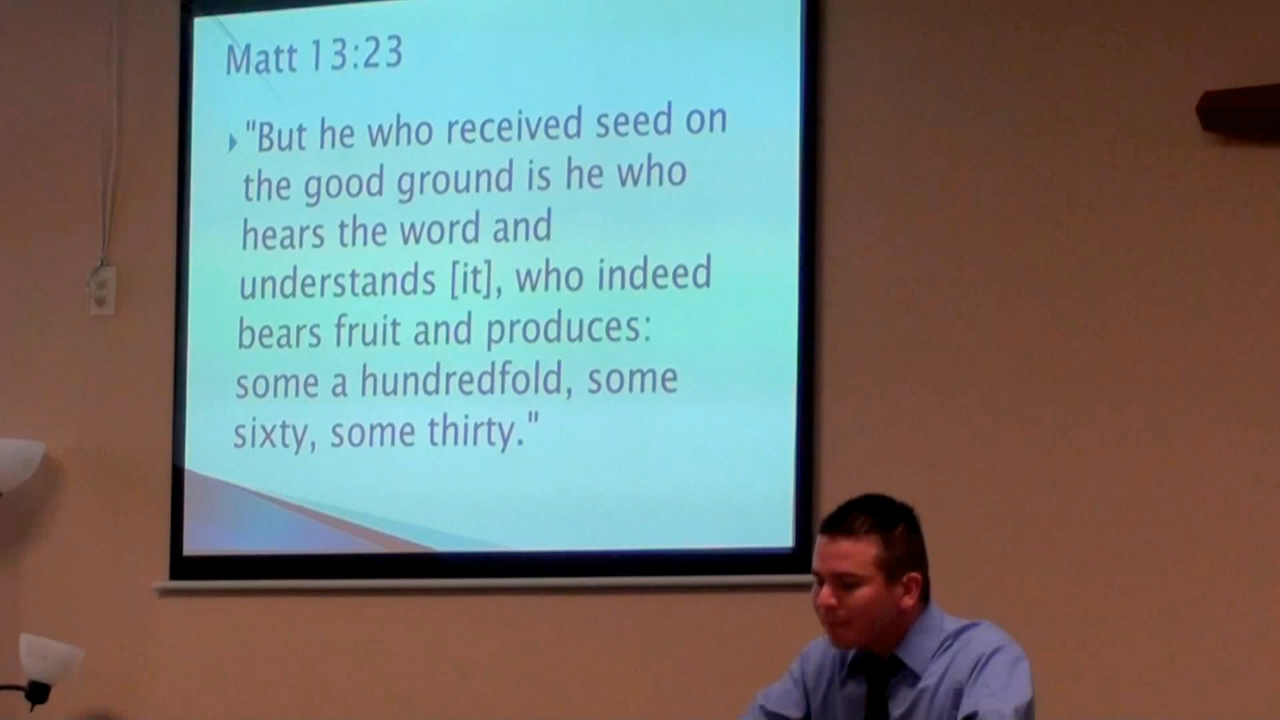 Matt 13:23
"But he who received seed on
the good ground is he who
hears the word and
understands [it], who indeed
bears fruit and produces:
some a hundredfold, some
sixty, some thirty."